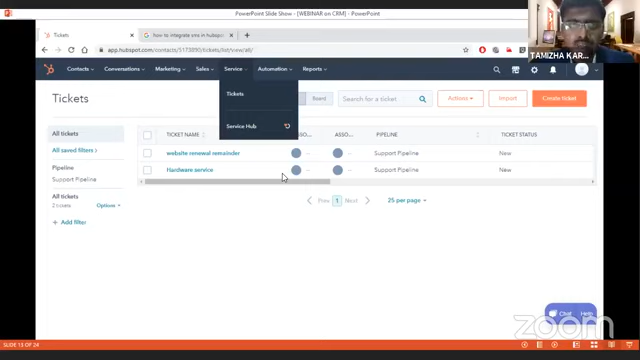 PowerPoint Slide Show - [WEBINAR on CRM] - PowerPoint
Tickets
how to integrate sms in hubspot
app.hubspot.com/contacts/5173890/tickets/list/view/all/
Contacts
Conversations
Marketing
Sales
Service
Automation
Reports
TAMIZHA KAR...
Tickets
Tickets
Service Hub
Board
Search for a ticket
Actions
Import
Create ticket
All tickets
All saved filters
Pipeline
Support Pipeline
All tickets
2 tickets
Options
+ Add filter
TICKET NAME
ASSO...
ASSO...
PIPELINE
TICKET STATUS
website renewal remainder
--
--
Support Pipeline
New
Hardware service
--
--
Support Pipeline
New
Prev
1
Next
25 per page
Chat
Help
zoom
SLIDE 13 OF 24